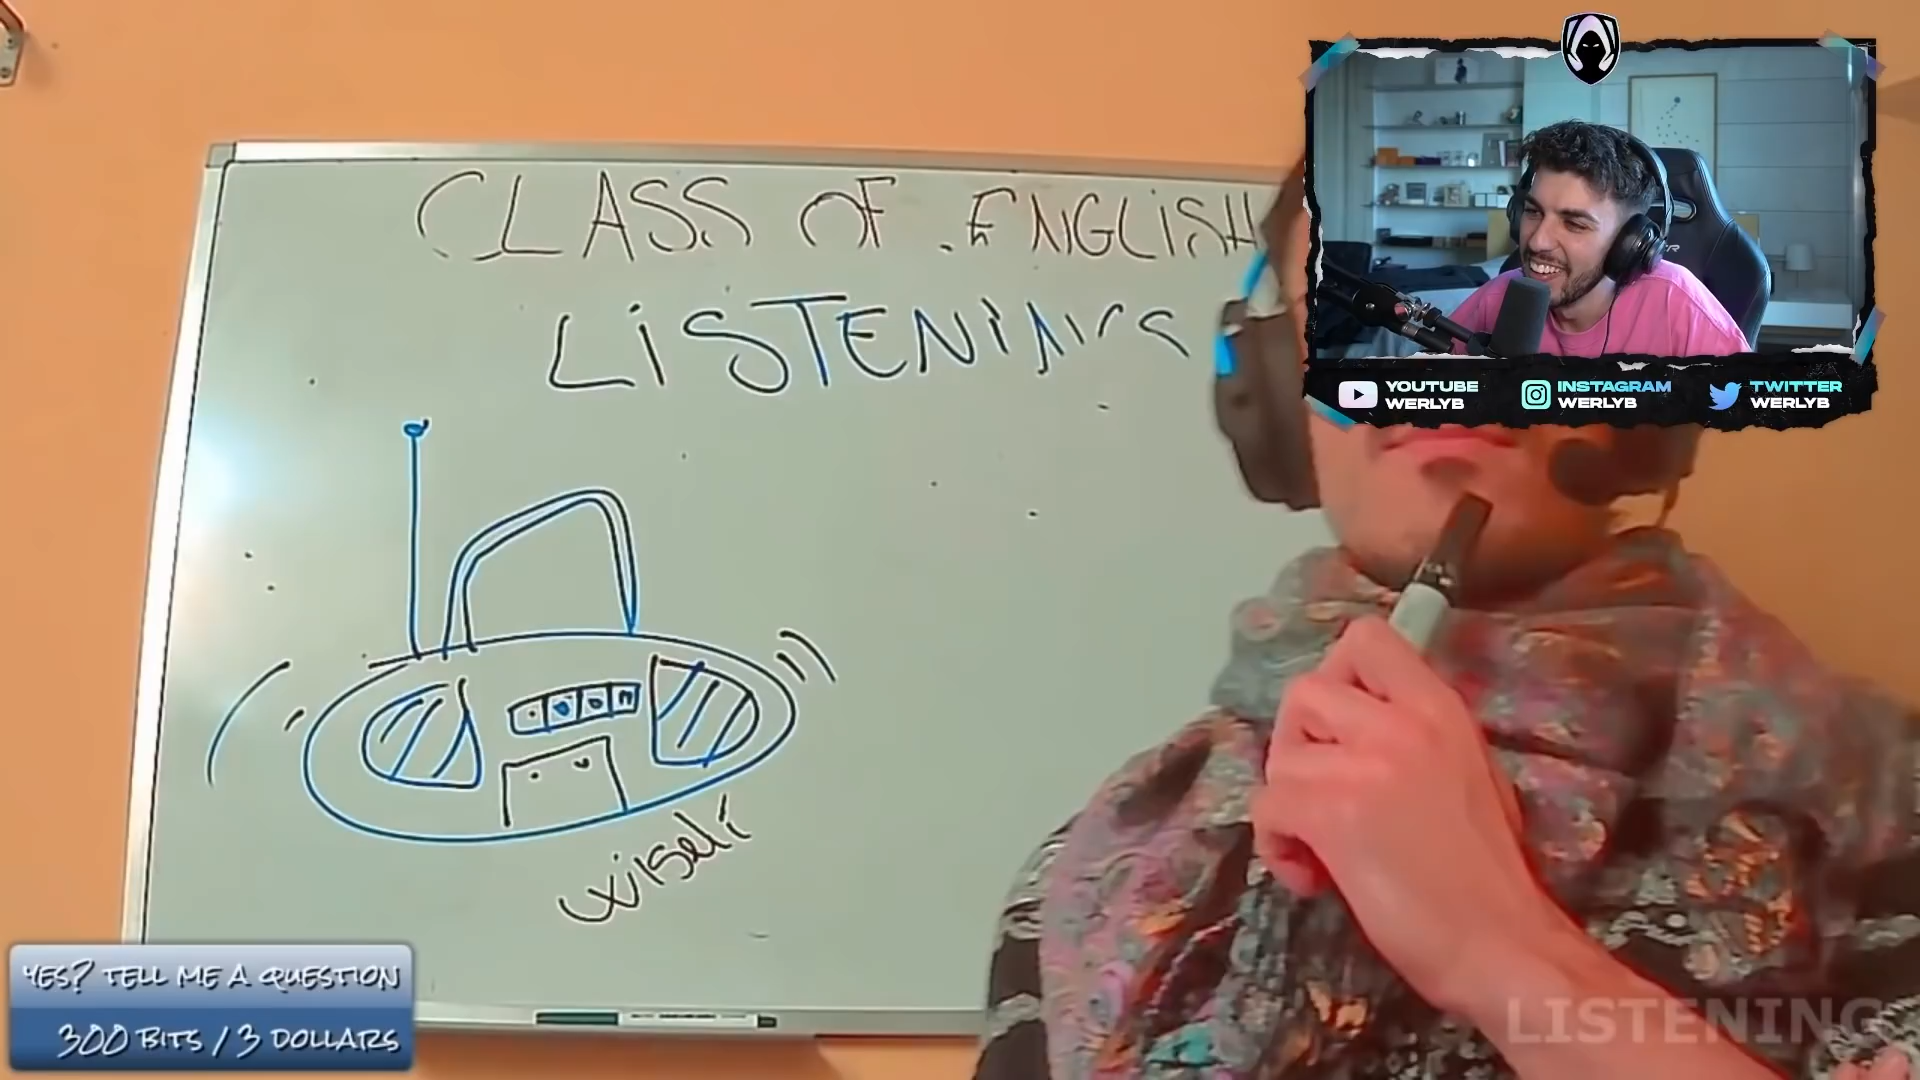 CLASS OF ENGLISH
LISTENING
YOUTUBE
WERLYB
INSTAGRAM
WERLYB
TWITTER
WERLYB
YES? TELL ME A QUESTION
300 BITS / 3 DOLLARS
LISTENING